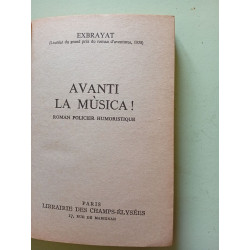 EXBRAYAT
(Lauréat du grand prix du roman d'aventures, 1958)
AVANTI
LA MÙSICA !
ROMAN POLICIER HUMORISTIQUE
PARIS
LIBRAIRIE DES CHAMPS-ÉLYSÉES
17, RUE DE MARIGNAN